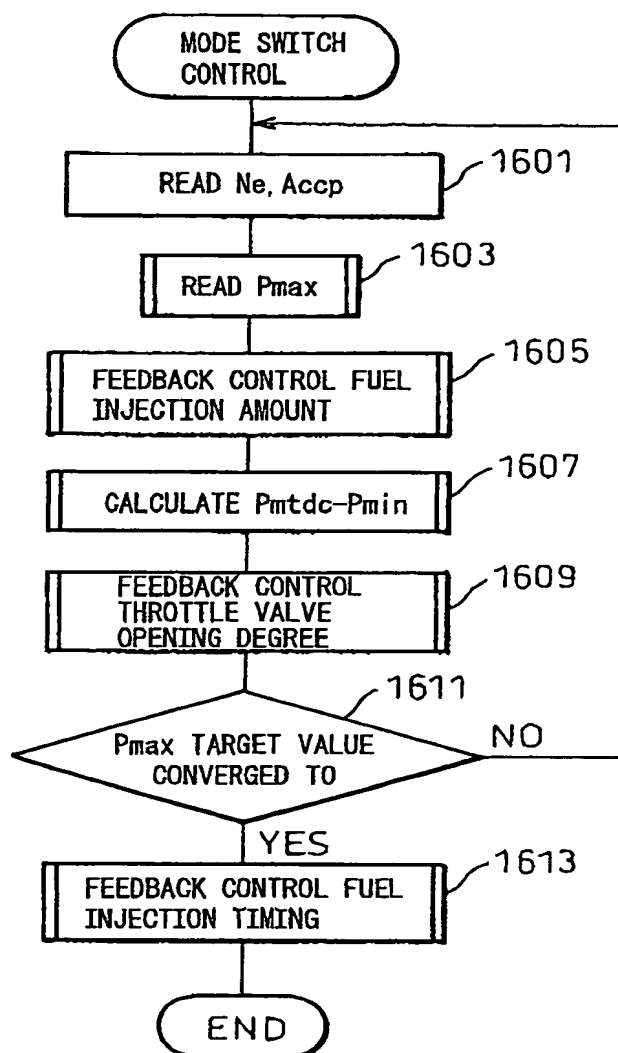 MODE SWITCH
CONTROL
READ Ne, Accp
1601
READ Pmax
1603
FEEDBACK CONTROL FUEL
INJECTION AMOUNT
1605
CALCULATE Pmtdc-Pmin
1607
FEEDBACK CONTROL
THROTTLE VALVE
OPENING DEGREE
1609
1611
Pmax TARGET VALUE
CONVERGED TO
NO
YES
FEEDBACK CONTROL FUEL
INJECTION TIMING
1613
END